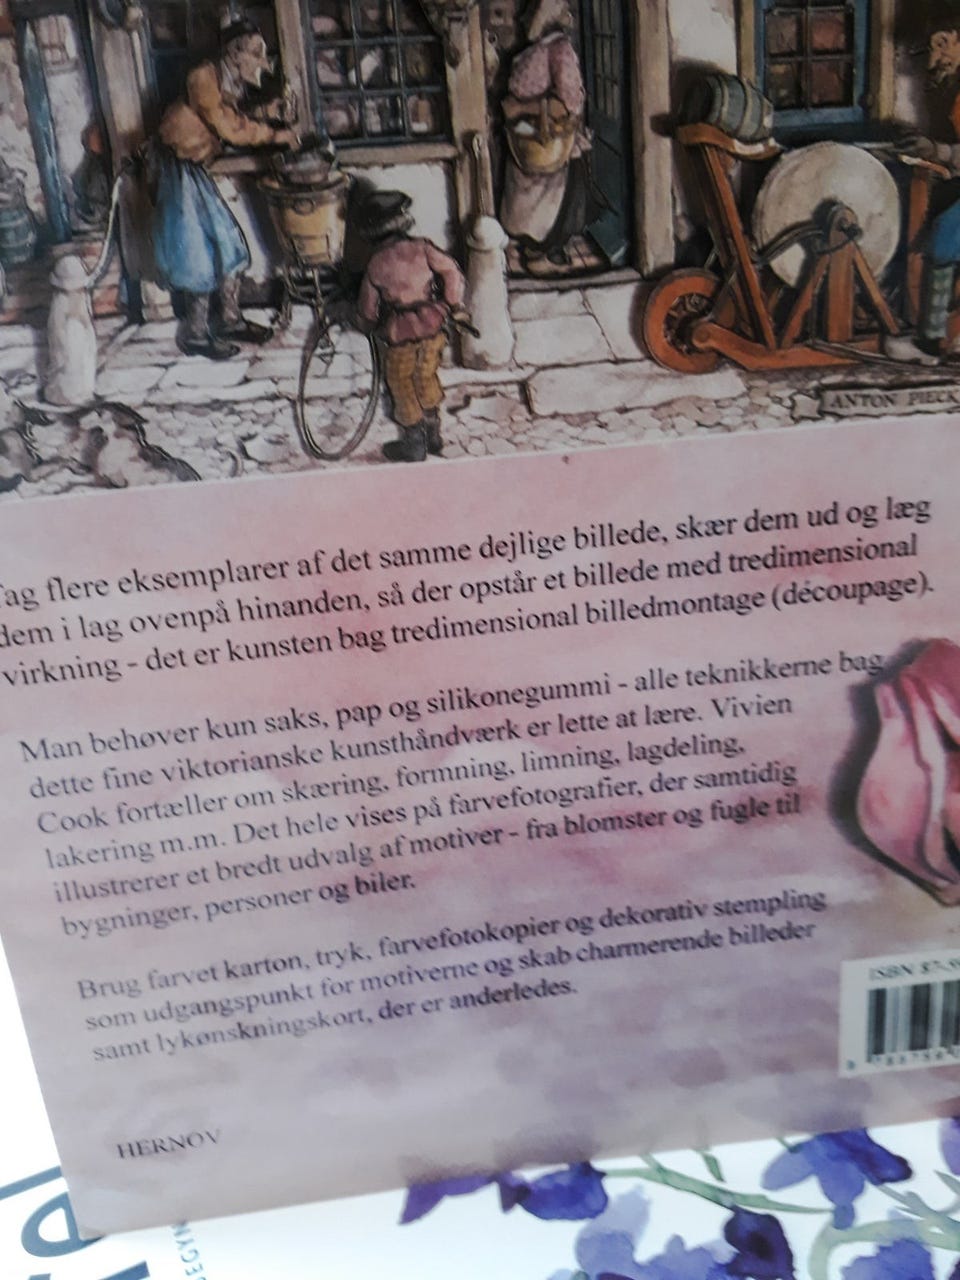 ANTON PIECK
Tag flere eksemplarer af det samme dejlige billede, skær dem ud og læg
dem i lag ovenpå hinanden, så der opstår et billede med tredimensional
virkning - det er kunsten bag tredimensional billedmontage (découpage).
Man behøver kun saks, pap og silikonegummi - alle teknikkerne bag
dette fine viktorianske kunsthåndværk er lette at lære. Vivien
Cook fortæller om skæring, formning, limning, lagdeling,
lakering m.m. Det hele vises på farvefotografier, der samtidig
illustrerer et bredt udvalg af motiver - fra blomster og fugle til
bygninger, personer og biler.
Brug farvet karton, tryk, farvefotokopier og dekorativ stempling
som udgangspunkt for motiverne og skab charmerende billeder
samt lykønskningskort, der er anderledes.
ISBN 87-
HERNOV